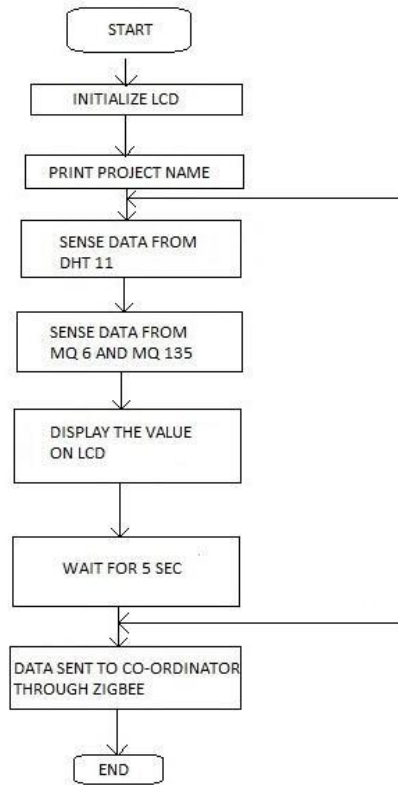 START
INITIALIZE LCD
PRINT PROJECT NAME
SENSE DATA FROM
DHT 11
SENSE DATA FROM
MQ 6 AND MQ 135
DISPLAY THE VALUE
ON LCD
WAIT FOR 5 SEC
DATA SENT TO CO-ORDINATOR
THROUGH ZIGBEE
END